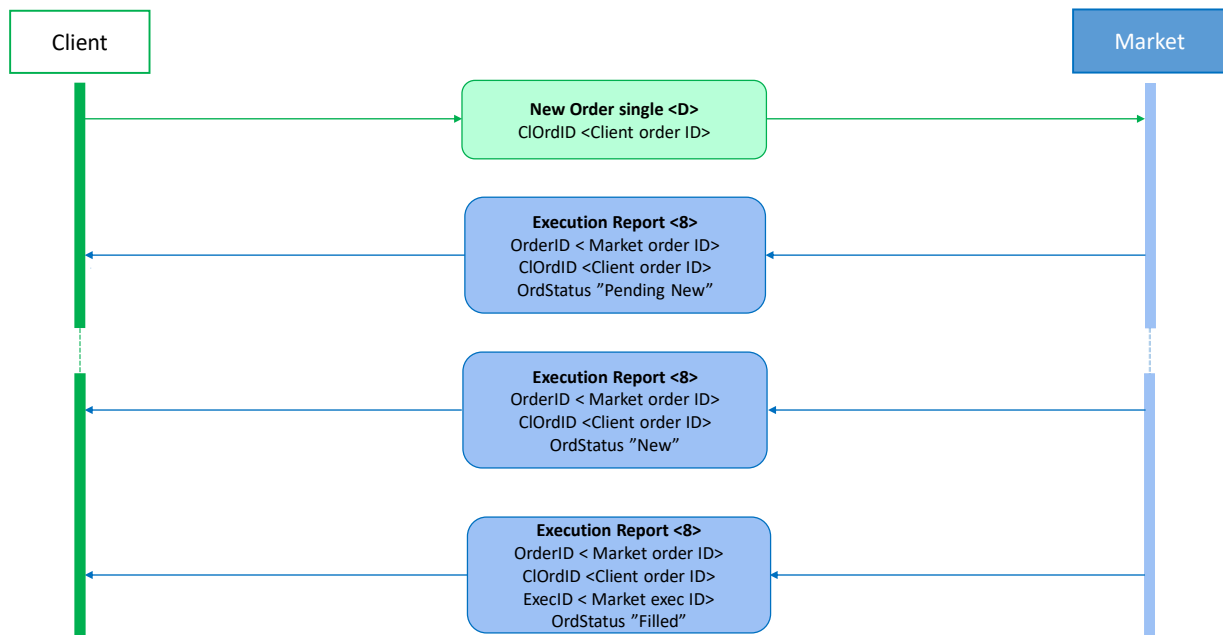 Client
Market
New Order single <D>
ClOrdID <Client order ID>
Execution Report <8>
OrderID < Market order ID>
ClOrdID <Client order ID>
OrdStatus ”Pending New”
Execution Report <8>
OrderID < Market order ID>
ClOrdID <Client order ID>
OrdStatus ”New”
Execution Report <8>
OrderID < Market order ID>
ClOrdID <Client order ID>
ExecID < Market exec ID>
OrdStatus ”Filled”